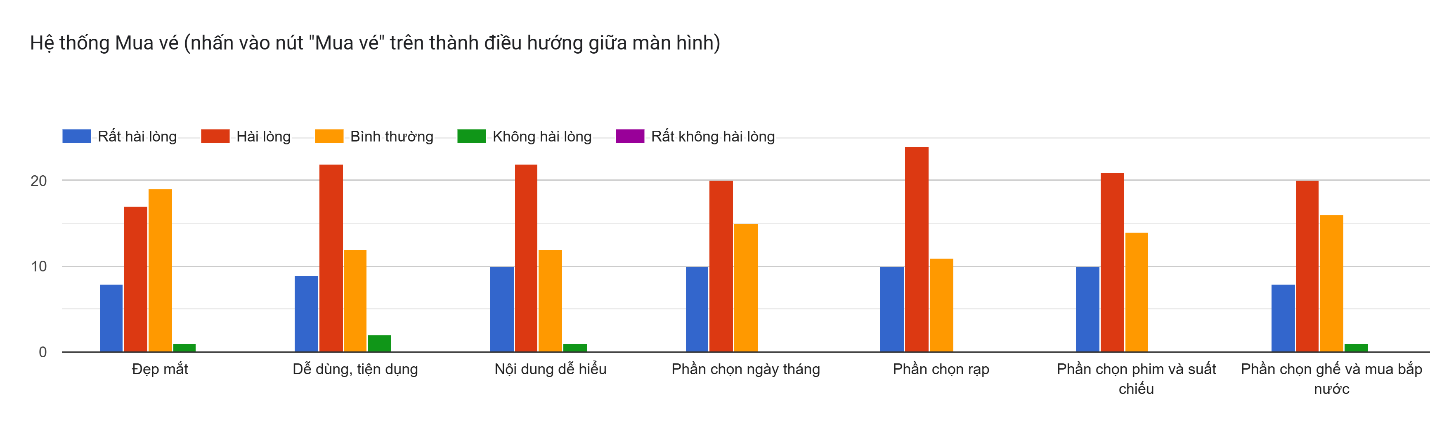 Hệ thống Mua vé (nhấn vào nút "Mua vé" trên thành điều hướng giữa màn hình)
Rất hài lòng Hài lòng Bình thường Không hài lòng Rất không hài lòng
20
10
0
Đẹp mắt Dễ dùng, tiện dụng Nội dung dễ hiểu Phần chọn ngày tháng Phần chọn rạp Phần chọn phim và suất Phần chọn ghế và mua bắp
chiếu nước